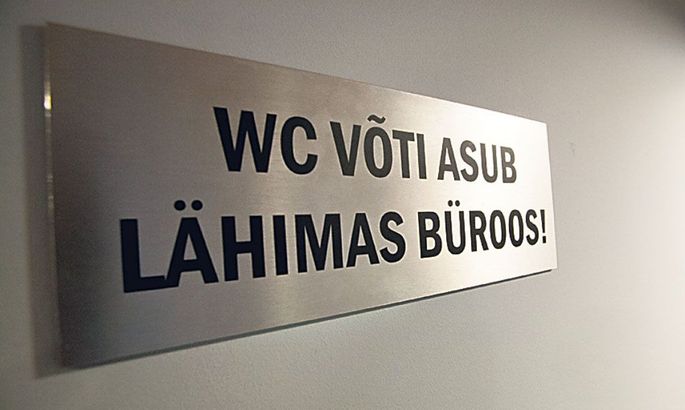 WC VÕTI ASUB
LÄHIMAS BÜROOS!